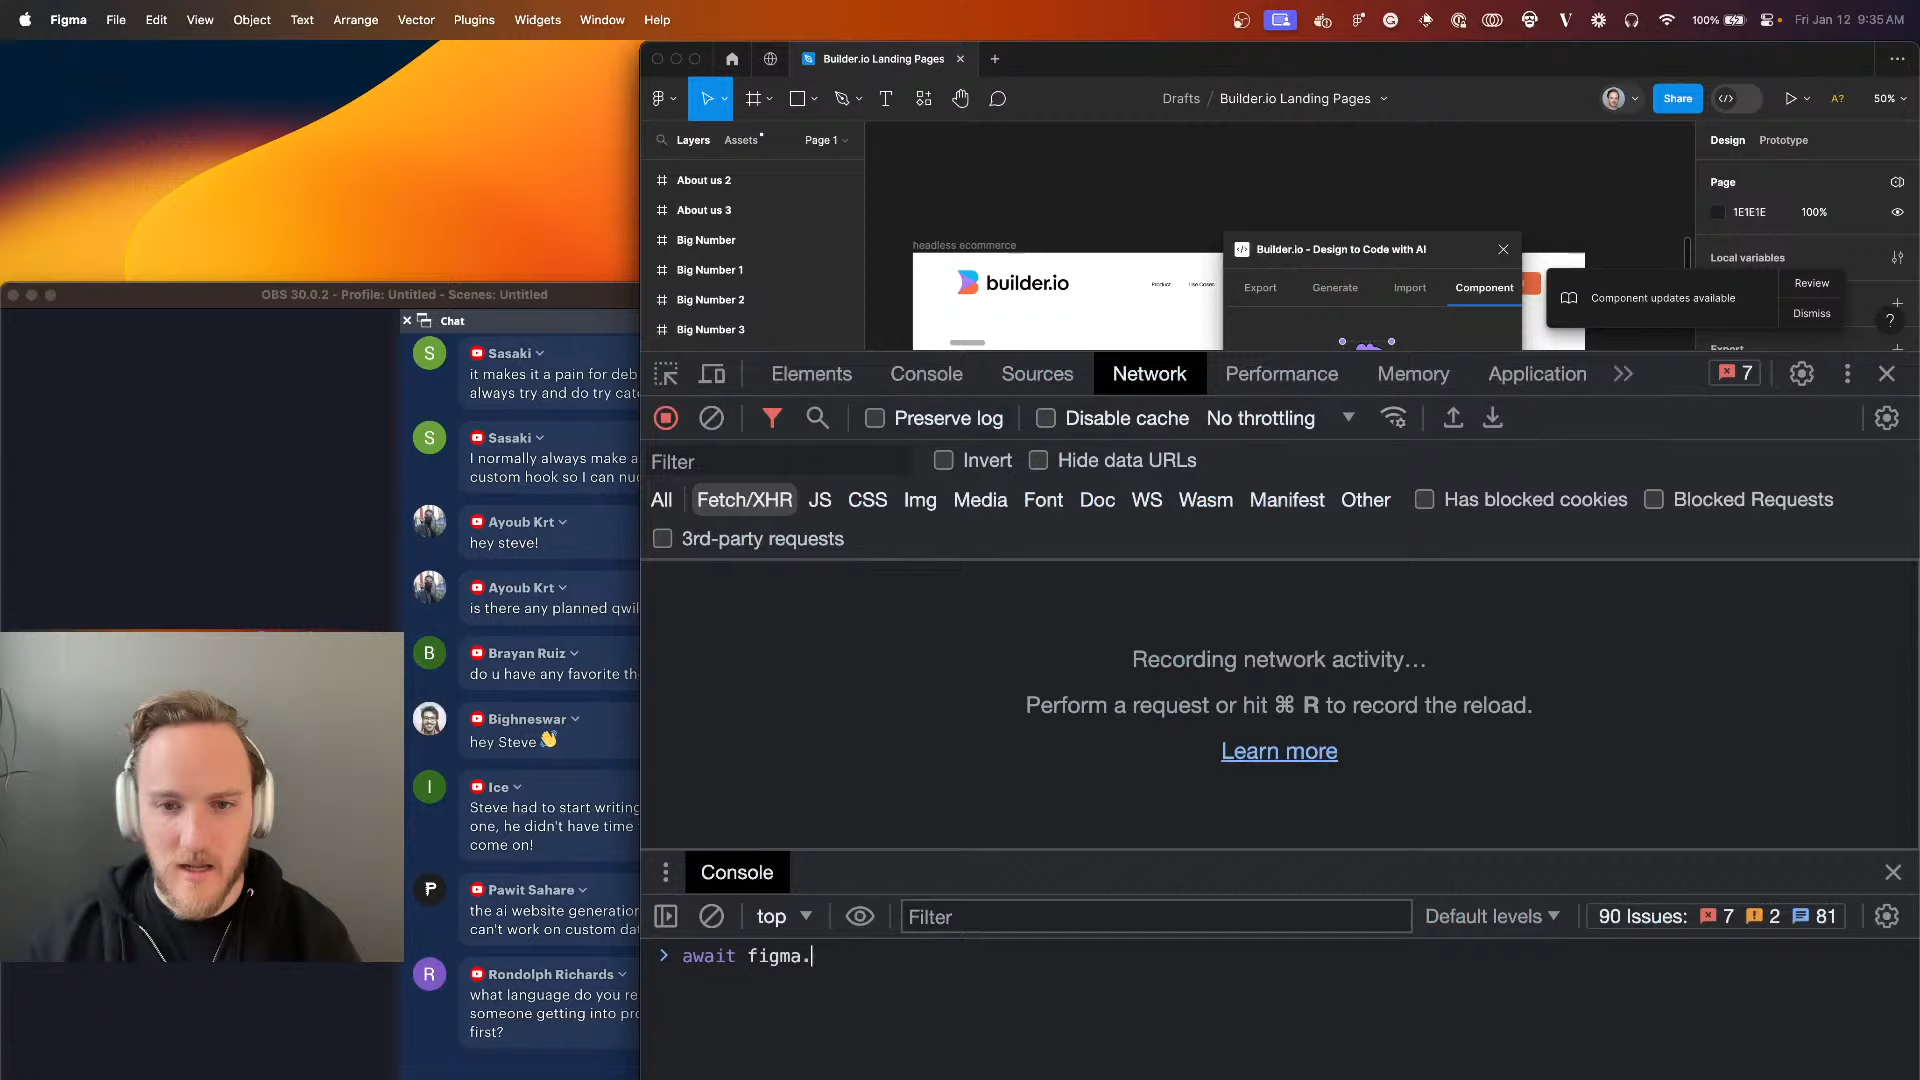 Figma File Edit View Object Text Arrange Vector Plugins Widgets Window Help
100% Fri Jan 12 9:35 AM
Builder.io Landing Pages
Drafts / Builder.io Landing Pages
Share
A?
50%
Layers Assets Page 1
About us 2
About us 3
Big Number
Big Number 1
Big Number 2
Big Number 3
headless ecommerce
builder.io
Product Use Cases
Builder.io - Design to Code with AI
Export Generate Import Component
Component updates available
Review
Dismiss
?
Design Prototype
Page
1E1E1E 100%
Local variables
Export
OBS 30.0.2 - Profile: Untitled - Scenes: Untitled
Chat
S Sasaki
it makes it a pain for deb
always try and do try cat
S Sasaki
I normally always make a
custom hook so I can nu
Ayoub Krt
hey steve!
Ayoub Krt
is there any planned qwi
B Brayan Ruiz
do u have any favorite th
Bighneswar
hey Steve 👋
I Ice
Steve had to start writing
one, he didn't have time
come on!
Pawit Sahare
the ai website generation
can't work on custom da
R Rondolph Richards
what language do you re
someone getting into pro
first?
Elements Console Sources Network Performance Memory Application 7
Preserve log Disable cache No throttling
Filter Invert Hide data URLs
All Fetch/XHR JS CSS Img Media Font Doc WS Wasm Manifest Other Has blocked cookies Blocked Requests
3rd-party requests
Recording network activity…
Perform a request or hit ⌘ R to record the reload.
Learn more
Console
top Filter Default levels 90 Issues: 7 2 81
> await figma.